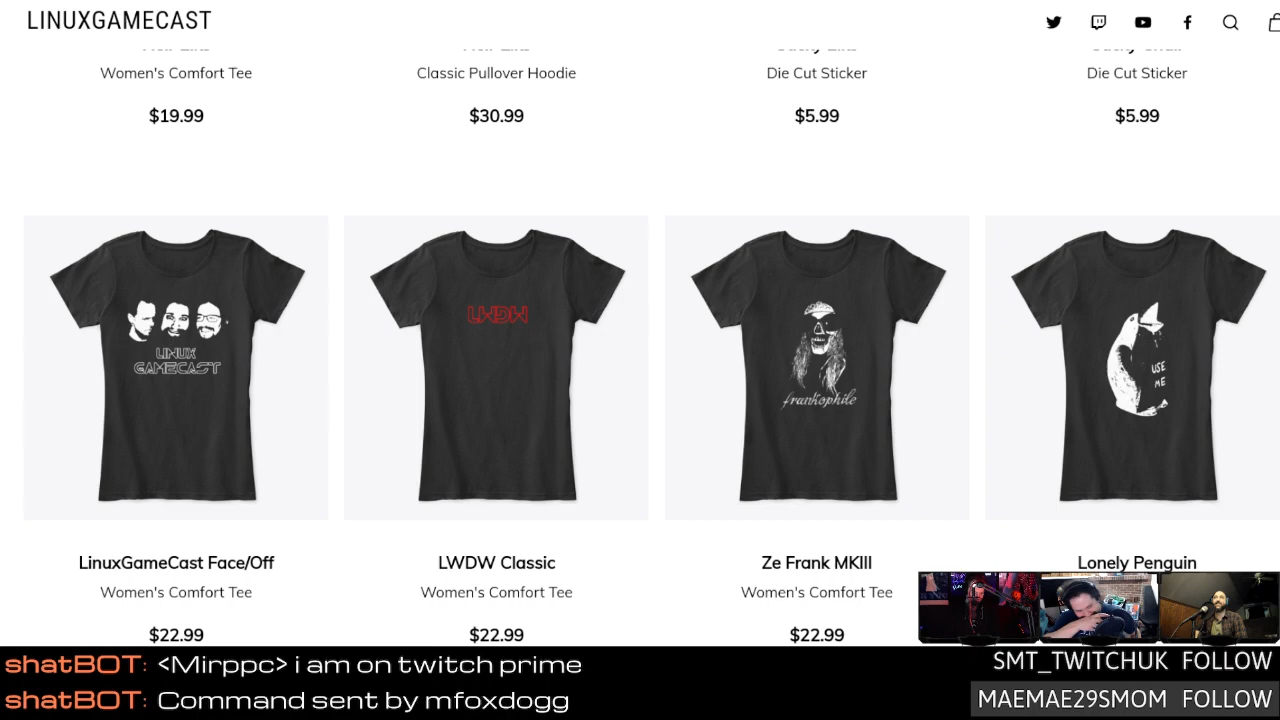 LINUXGAMECAST
Women's Comfort Tee
Classic Pullover Hoodie
Die Cut Sticker
Die Cut Sticker
$19.99
$30.99
$5.99
$5.99
LINUX
GAMECAST
LWDW
frankophile
USE
ME
LinuxGameCast Face/Off
LWDW Classic
Ze Frank MKIII
Lonely Penguin
Women's Comfort Tee
Women's Comfort Tee
Women's Comfort Tee
$22.99
$22.99
$22.99
shatBOT: <Mirppc> i am on twitch prime
SMT_TWITCHUK FOLLOW
shatBOT: Command sent by mfoxdogg
MAEMAE29SMOM FOLLOW